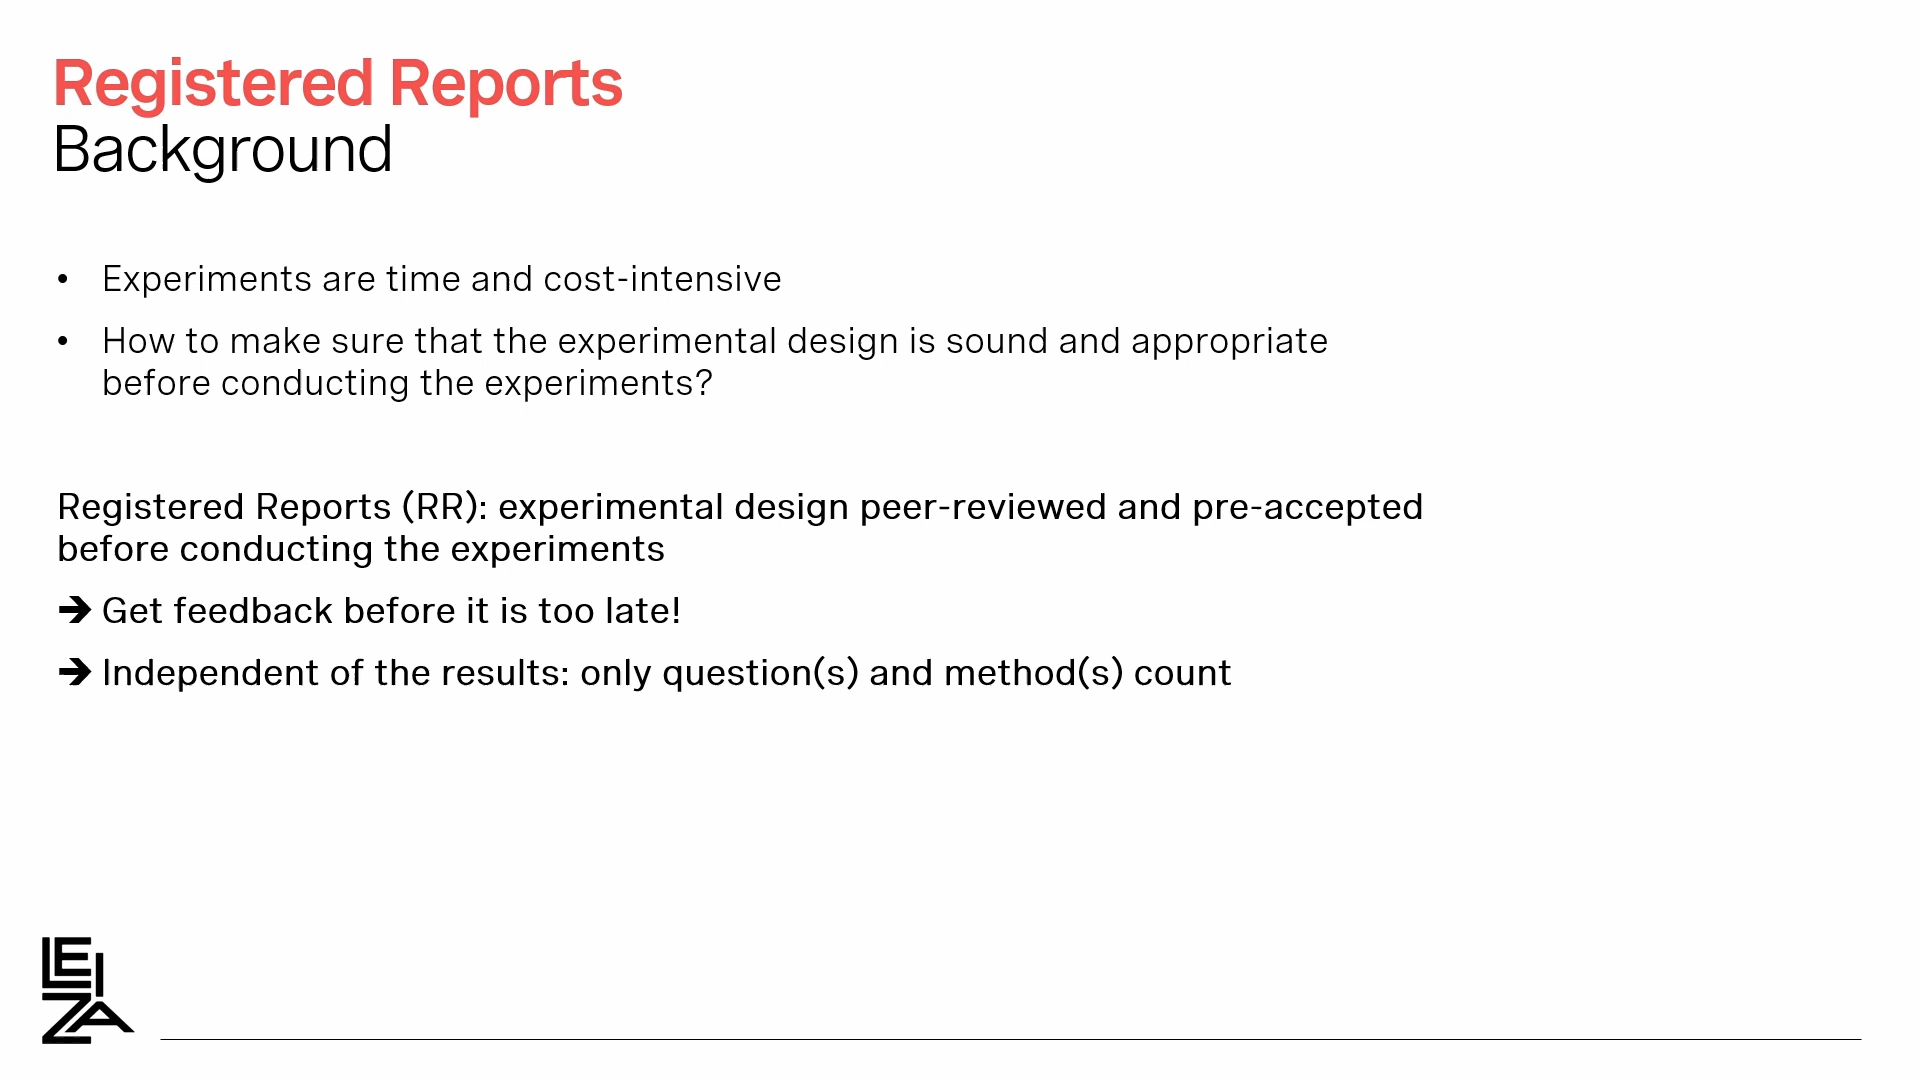 Registered Reports
Background
• Experiments are time and cost-intensive
• How to make sure that the experimental design is sound and appropriate
before conducting the experiments?
Registered Reports (RR): experimental design peer-reviewed and pre-accepted
before conducting the experiments
➔ Get feedback before it is too late!
➔ Independent of the results: only question(s) and method(s) count
LEIZA